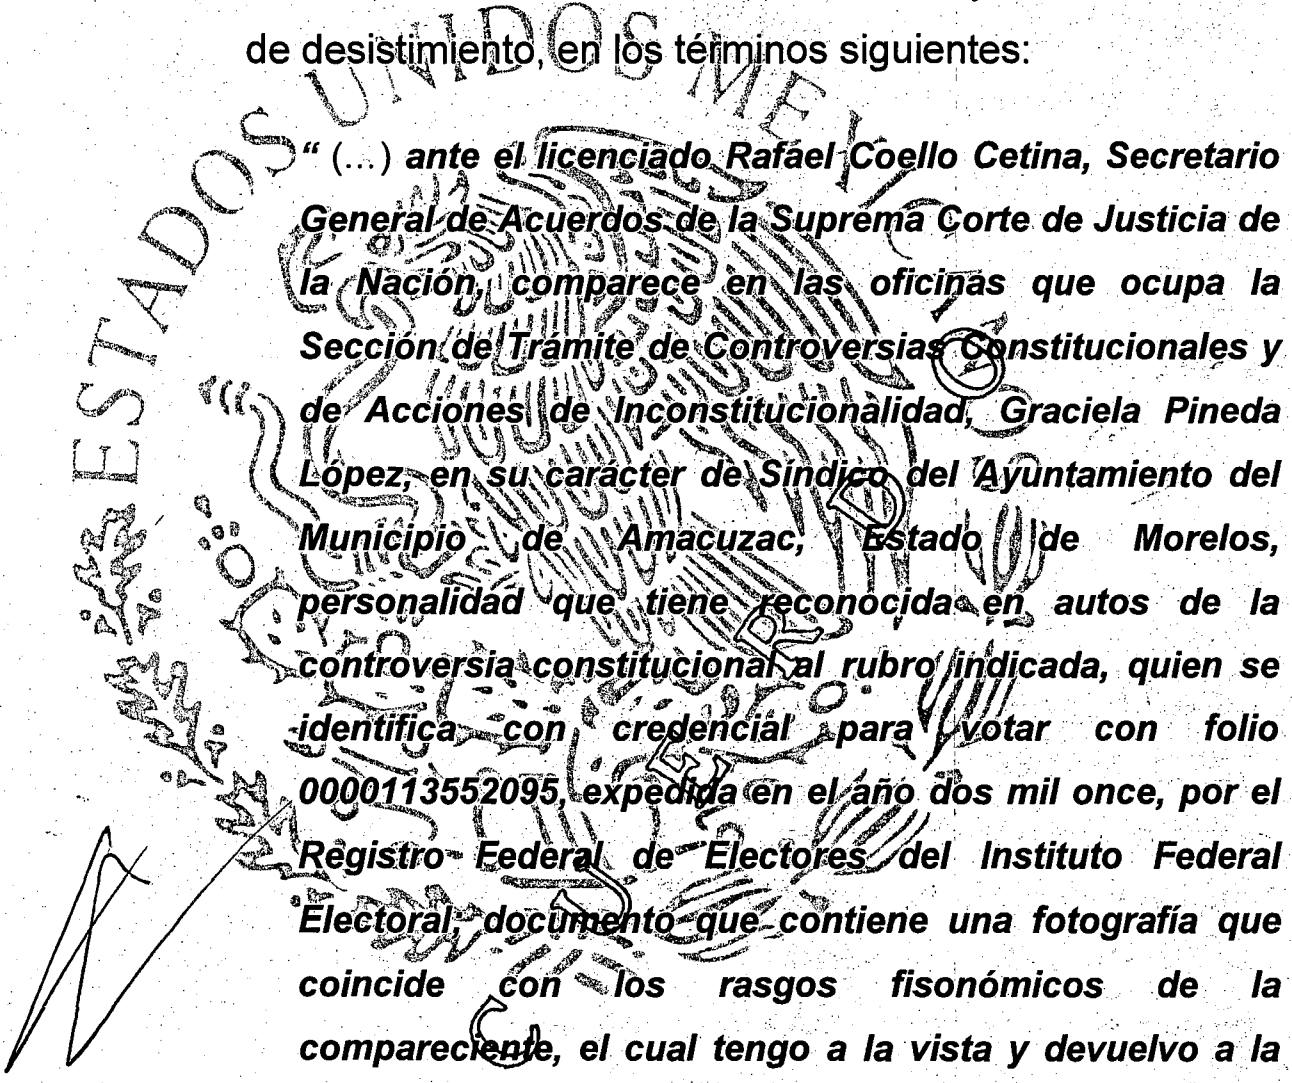 de desistimiento, en los términos siguientes:
“ (...) ante el licenciado Rafael Coello Cetina, Secretario
General de Acuerdos de la Suprema Corte de Justicia de
la Nación, comparece en las oficinas que ocupa la
Sección de Trámite de Controversias Constitucionales y
de Acciones de Inconstitucionalidad, Graciela Pineda
López, en su carácter de Síndico del Ayuntamiento del
Municipio de Amacuzac, Estado de Morelos,
personalidad que tiene reconocida en autos de la
controversia constitucional al rubro indicada, quien se
identifica con credencial para votar con folio
0000113552095, expedida en el año dos mil once, por el
Registro Federal de Electores del Instituto Federal
Electoral, documento que contiene una fotografía que
coincide con los rasgos fisonómicos de la
compareciente, el cual tengo a la vista y devuelvo a la
ESTADOS UNIDOS MEXICANOS